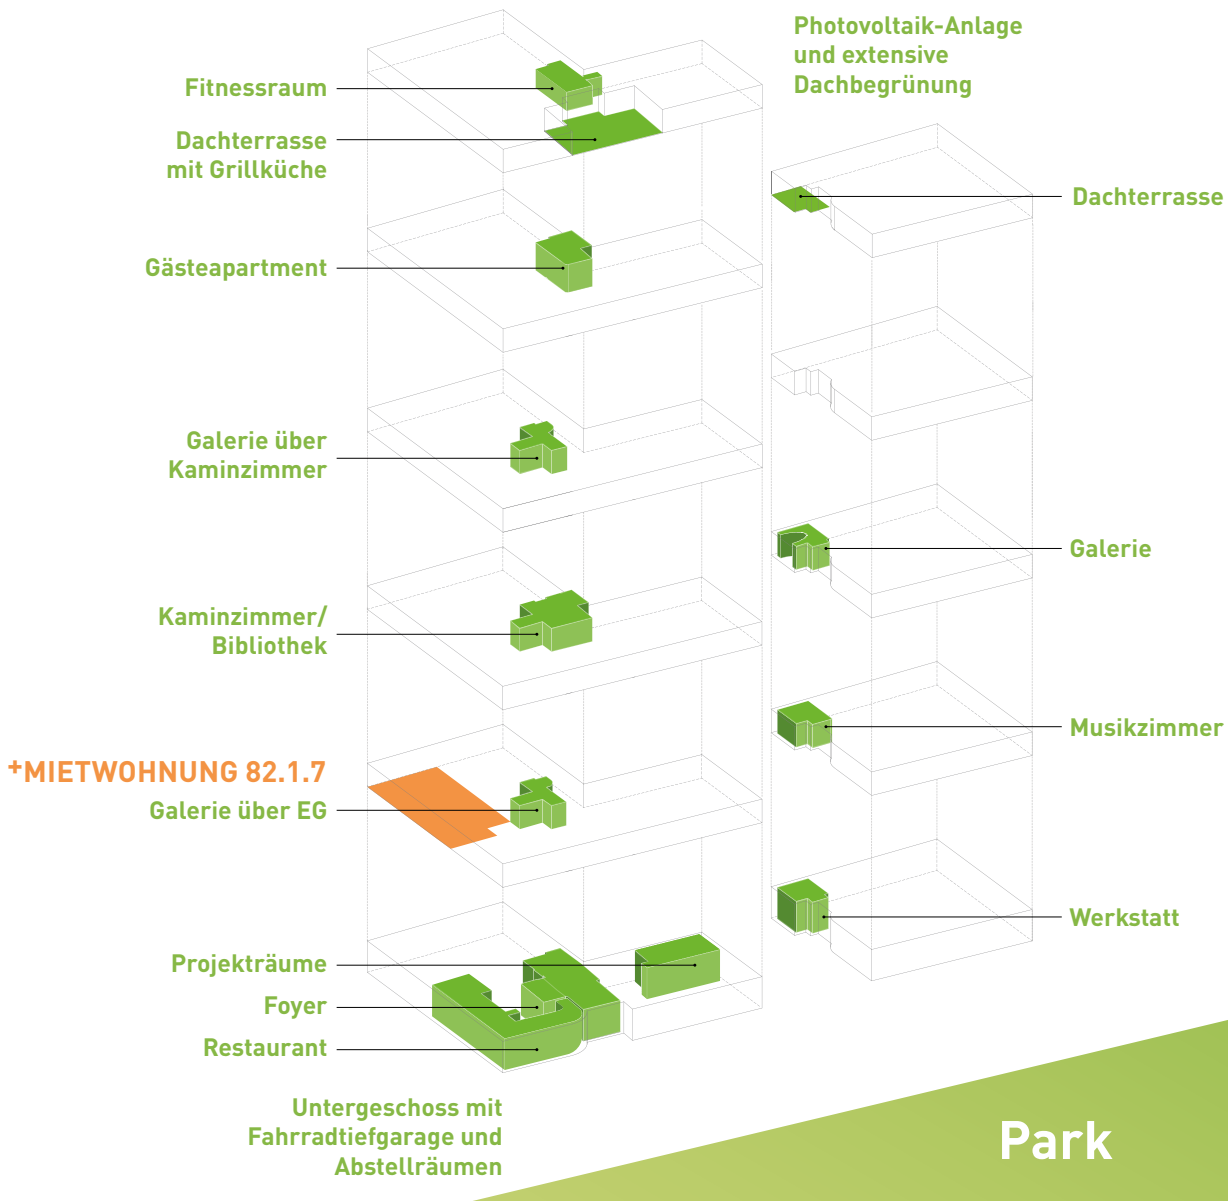 Photovoltaik-Anlage
und extensive
Dachbegrünung
Fitnessraum
Dachterrasse
mit Grillküche
Dachterrasse
Gästeapartment
Galerie über
Kaminzimmer
Galerie
Kaminzimmer/
Bibliothek
Musikzimmer
+MIETWOHNUNG 82.1.7
Galerie über EG
Werkstatt
Projekträume
Foyer
Restaurant
Untergeschoss mit
Fahrradtiefgarage und
Abstellräumen
Park